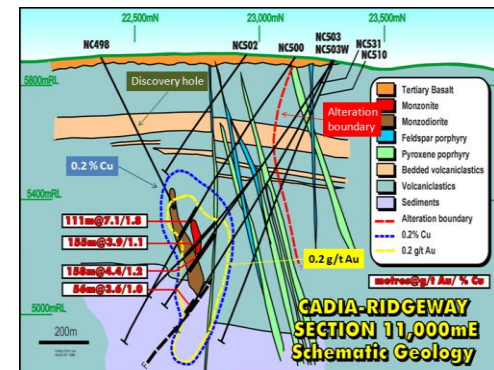 22,500mN
23,000mN
23,500mN
NC498
NC502
NC500
NC503
NC503W
NC531
NC510
5800mRL
5400mRL
5000mRL
Discovery hole
Alteration
boundary
0.2 % Cu
111m@7.1/1.8
155m@3.9/1.1
158m@4.4/1.2
56m@3.6/1.0
0.2 g/t Au
Tertiary Basalt
Monzonite
Monzodiorite
Feldspar porphyry
Pyroxene poprhyry
Bedded volcaniclastics
Volcaniclastics
Sediments
Alteration boundary
0.2% Cu
0.2 g/t Au
metres@g/t Au/ % Cu
200m
CADIA-RIDGEWAY
SECTION 11,000mE
Schematic Geology